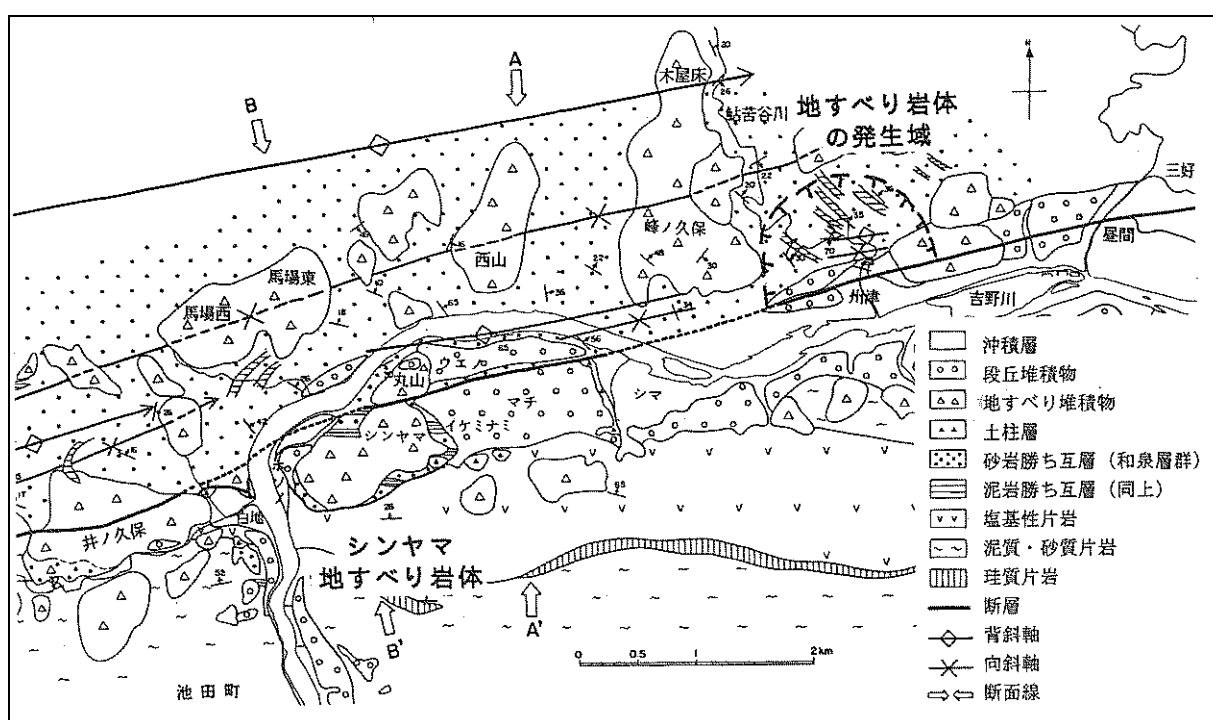 A
B
木屋床
鮎苦谷川
地すべり岩体
の発生域
三好
昼間
州津
吉野川
峰ノ久保
西山
馬場東
馬場西
ウエノ
丸山
マチ
シマ
イケミナミ
シンヤマ
白地
井ノ久保
シンヤマ
地すべり岩体
A'
B'
池田町
0 0.5 1 2 km
沖積層
段丘堆積物
地すべり堆積物
土柱層
砂岩勝ち互層（和泉層群）
泥岩勝ち互層（同上）
塩基性片岩
泥質・砂質片岩
珪質片岩
断層
背斜軸
向斜軸
断面線